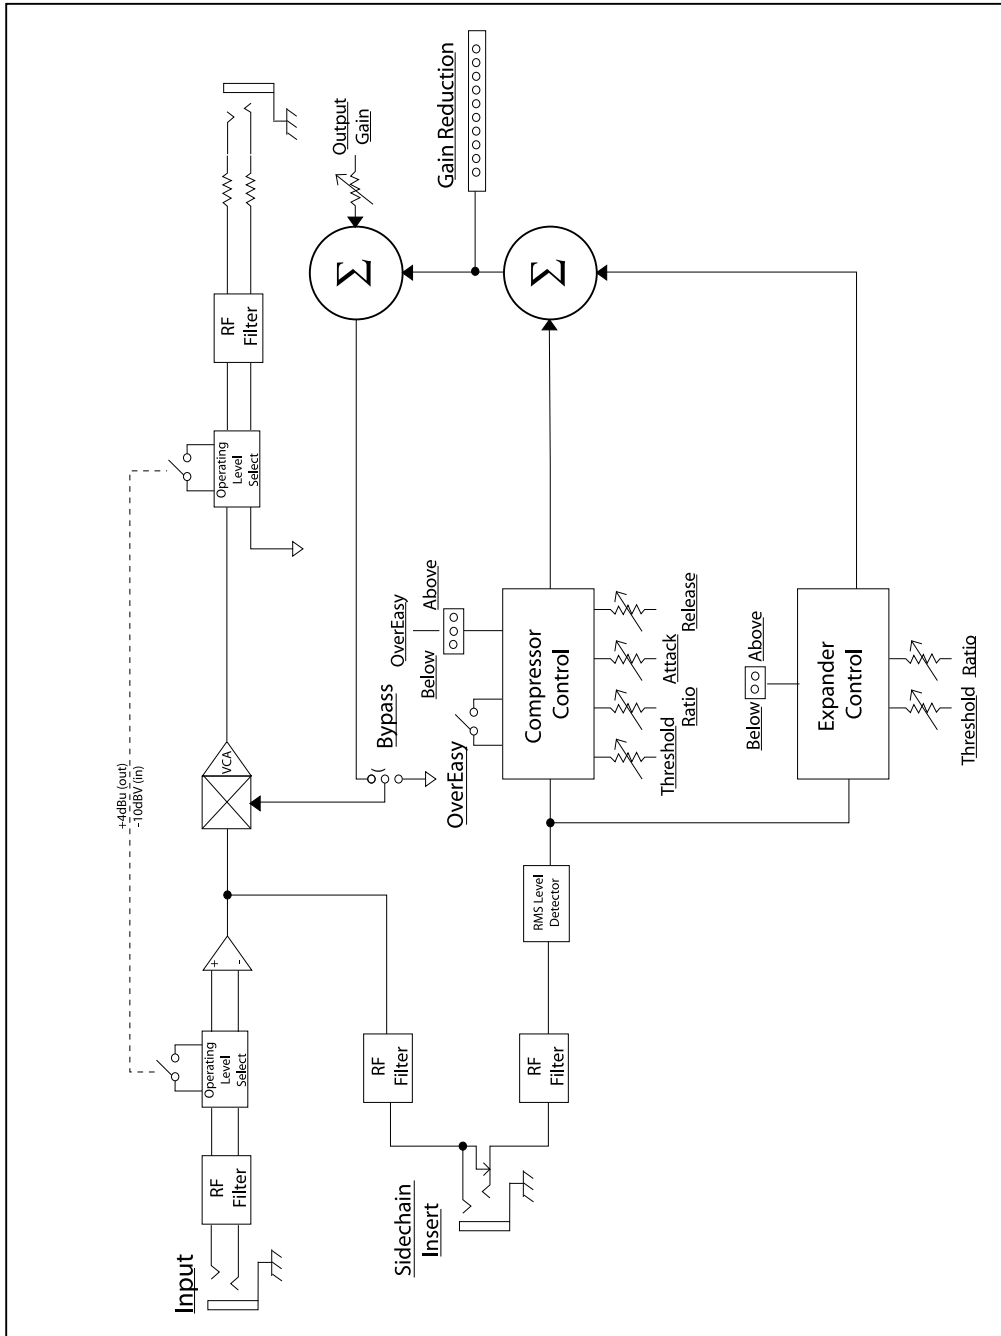 Input
RF
Filter
Operating
Level
Select
+
-
+4dBu (out)
-10dBV (in)
VCA
Operating
Level
Select
RF
Filter
Sidechain
Insert
RF
Filter
RF
Filter
RMS Level
Detector
Bypass
Output
Gain
Σ
Σ
Gain Reduction
OverEasy
Below
OverEasy
Above
Compressor
Control
Threshold
Ratio
Attack
Release
Below
Above
Expander
Control
Threshold
Ratio